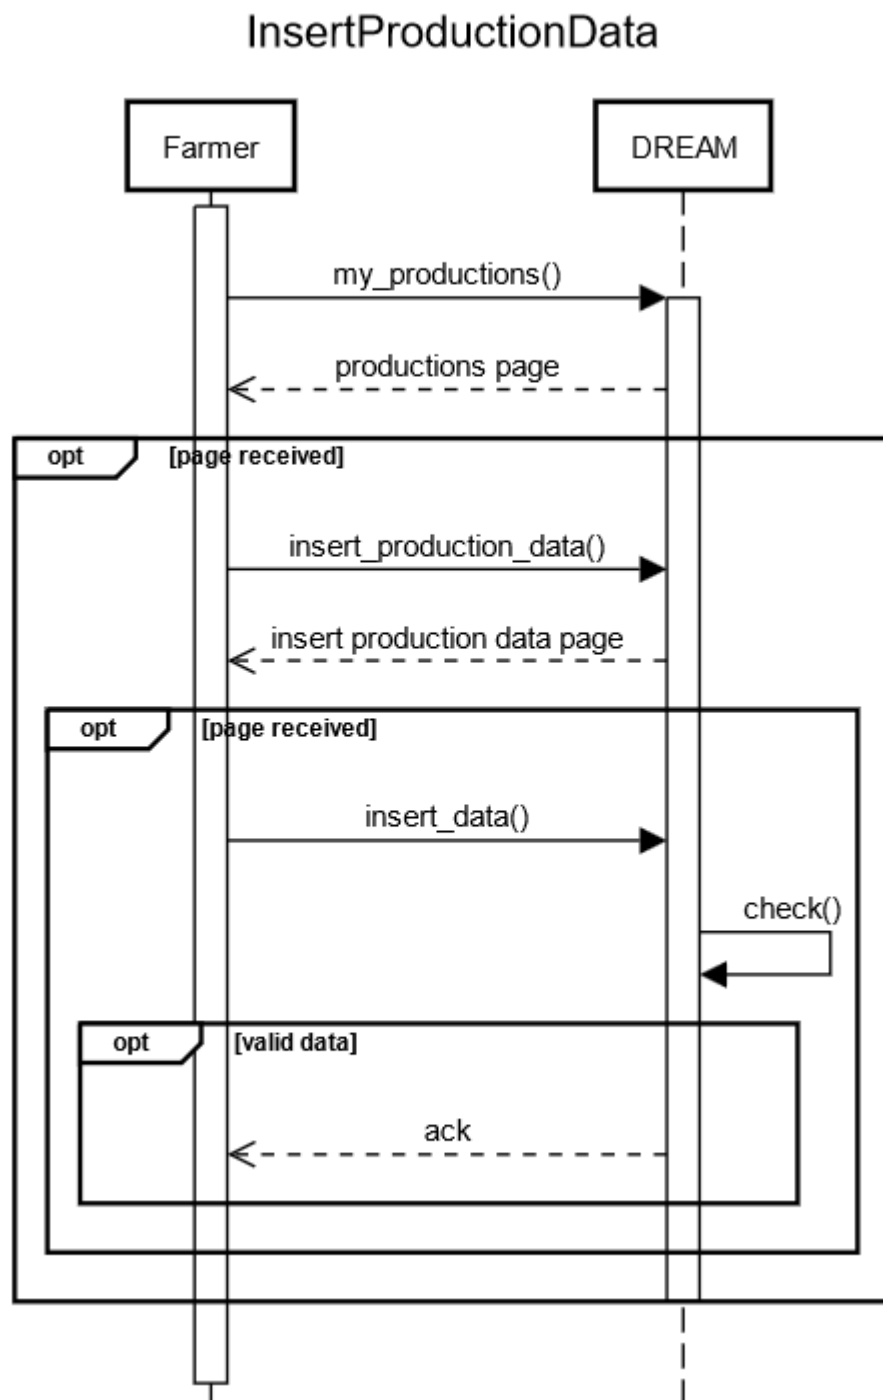 InsertProductionData
Farmer
DREAM
my_productions()
productions page
opt [page received]
insert_production_data()
insert production data page
opt [page received]
insert_data()
check()
opt [valid data]
ack